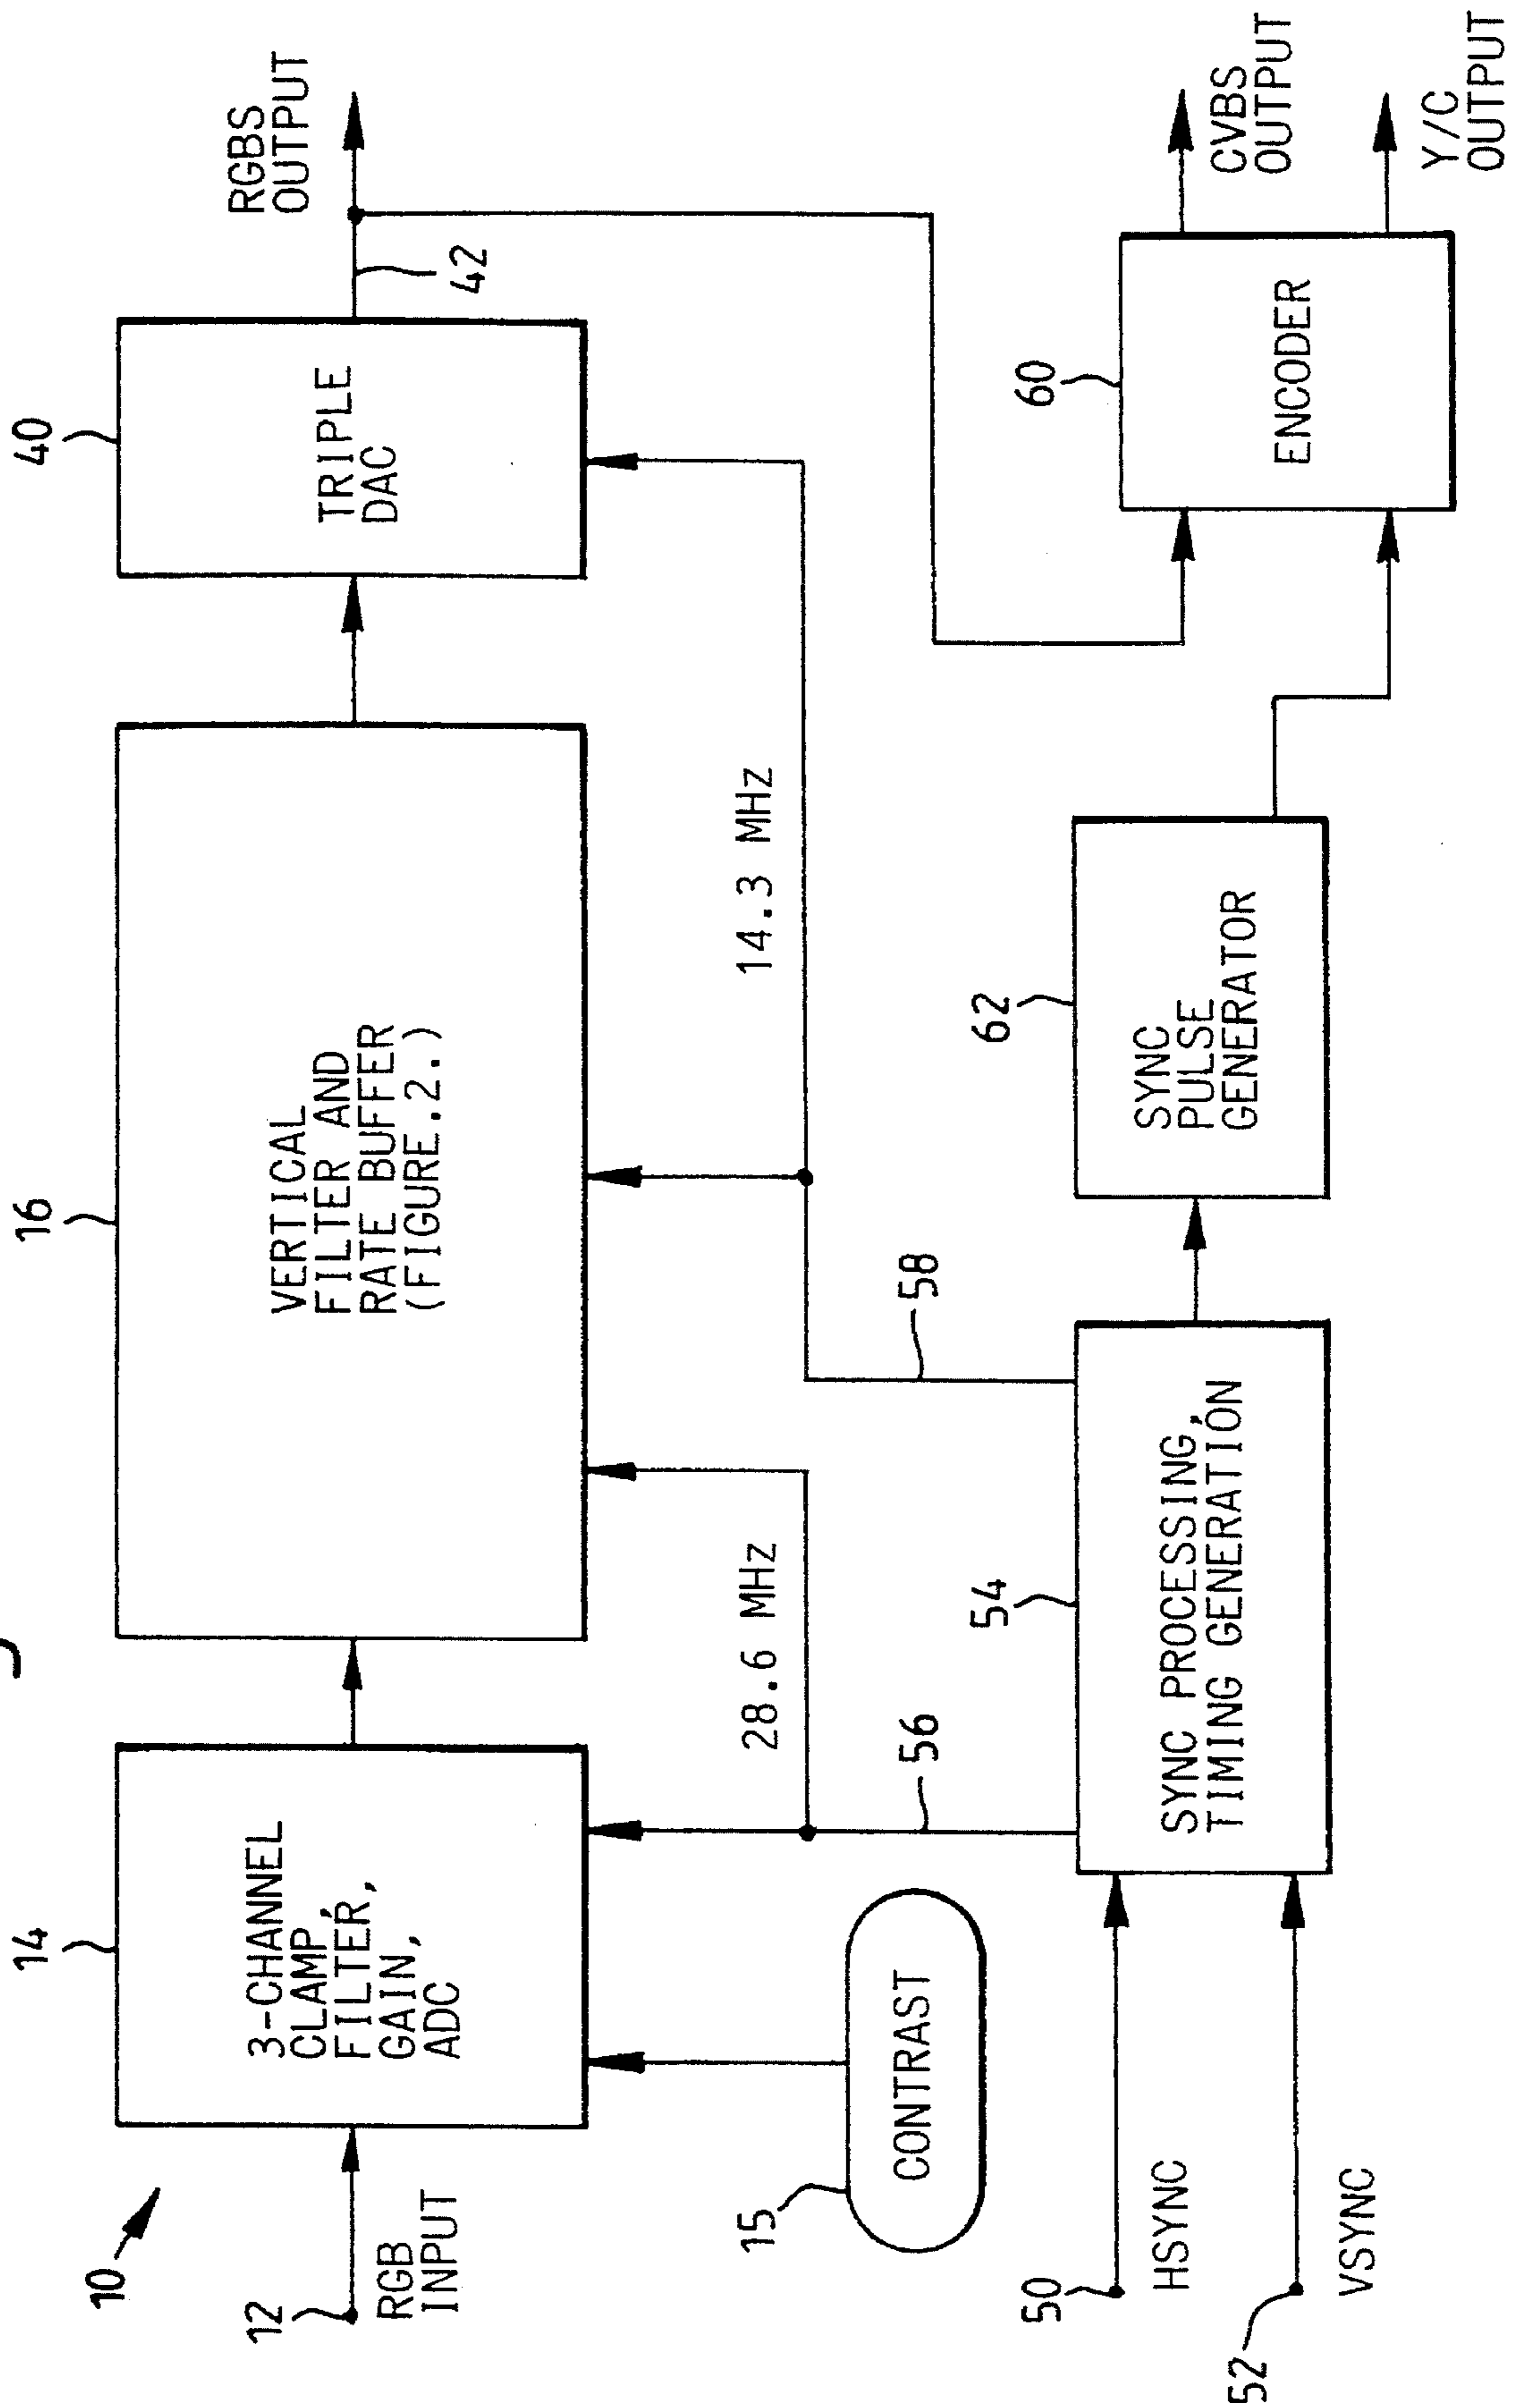 10
12
RGB
INPUT
14
3-CHANNEL
CLAMP,
FILTER,
GAIN,
ADC
15
CONTRAST
16
VERTICAL
FILTER AND
RATE BUFFER
(FIGURE.2.)
28.6 MHz
14.3 MHz
40
TRIPLE
DAC
42
RGBS
OUTPUT
50
HSYNC
52
VSYNC
54
SYNC PROCESSING,
TIMING GENERATION
56
58
62
SYNC
PULSE
GENERATOR
60
ENCODER
CVBS
OUTPUT
Y/C
OUTPUT